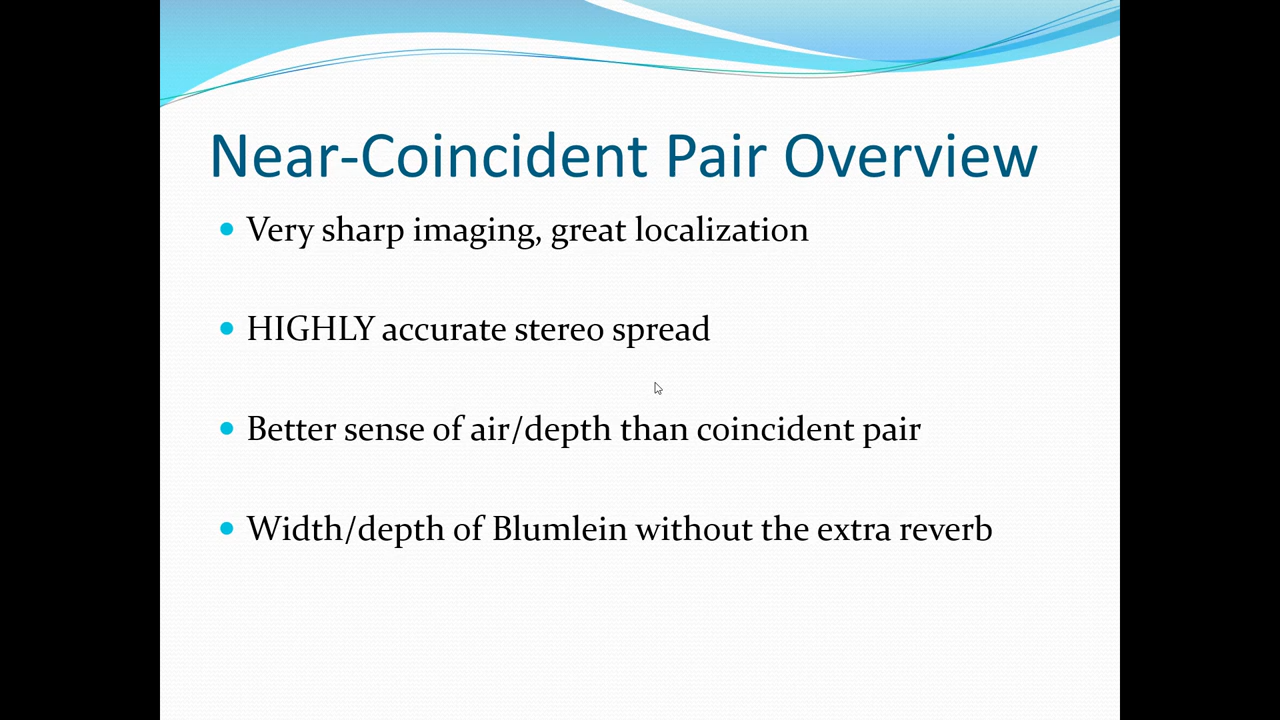 Near-Coincident Pair Overview
• Very sharp imaging, great localization
• HIGHLY accurate stereo spread
• Better sense of air/depth than coincident pair
• Width/depth of Blumlein without the extra reverb